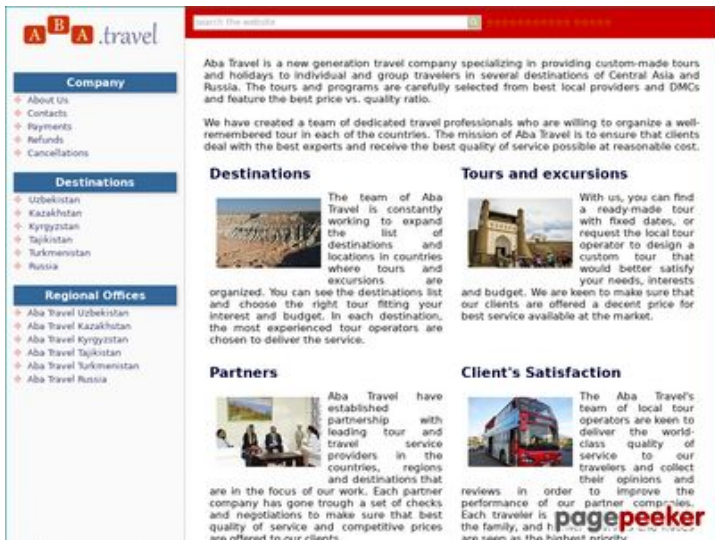 ABA.travel
search the website
Company
About Us
Contacts
Payments
Refunds
Cancellations
Destinations
Uzbekistan
Kazakhstan
Kyrgyzstan
Tajikistan
Turkmenistan
Russia
Regional Offices
Aba Travel Uzbekistan
Aba Travel Kazakhstan
Aba Travel Kyrgyzstan
Aba Travel Tajikistan
Aba Travel Turkmenistan
Aba Travel Russia
Aba Travel is a new generation travel company specializing in providing custom-made tours
and holidays to individual and group travelers in several destinations of Central Asia and
Russia. The tours and programs are carefully selected from best local providers and DMCs
and feature the best price vs. quality ratio.
We have created a team of dedicated travel professionals who are willing to organize a well-
remembered tour in each of the countries. The mission of Aba Travel is to ensure that clients
deal with the best experts and receive the best quality of service possible at reasonable cost.
Destinations
The team of Aba
Travel is constantly
working to expand
the list of
destinations and
locations in countries
where tours and
excursions are
organized. You can see the destinations list
and choose the right tour fitting your
interest and budget. In each destination,
the most experienced tour operators are
chosen to deliver the service.
Tours and excursions
With us, you can find
a ready-made tour
with fixed dates, or
request the local tour
operator to design a
custom tour that
would better satisfy
your needs, interests
and budget. We are keen to make sure that
our clients are offered a decent price for
best service available at the market.
Partners
Aba Travel have
established
partnership with
leading tour and
travel service
providers in the
countries, regions
and destinations that
are in the focus of our work. Each partner
company has gone trough a set of checks
and negotiations to make sure that best
quality of service and competitive prices
are offered to our clients.
Client's Satisfaction
The Aba Travel's
team of local tour
operators are keen to
deliver the world-
class quality of
service to our
travelers and collect
their opinions and
reviews in order to improve the
performance of our partner companies.
Each traveler is
the family, and
are seen as the highest priority.
pagepeeker